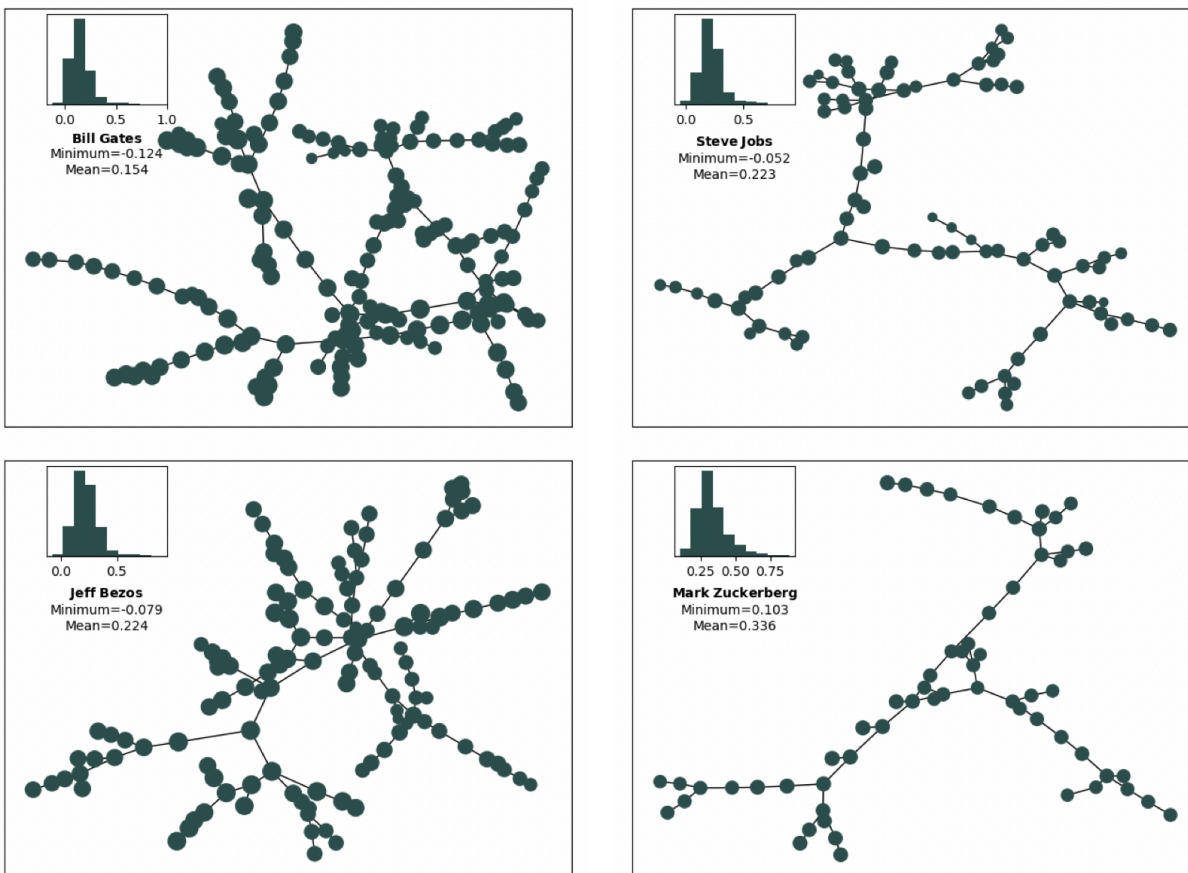 0.0 0.5 1.0
Bill Gates
Minimum=-0.124
Mean=0.154
0.0 0.5
Steve Jobs
Minimum=-0.052
Mean=0.223
0.0 0.5
Jeff Bezos
Minimum=-0.079
Mean=0.224
0.25 0.50 0.75
Mark Zuckerberg
Minimum=0.103
Mean=0.336